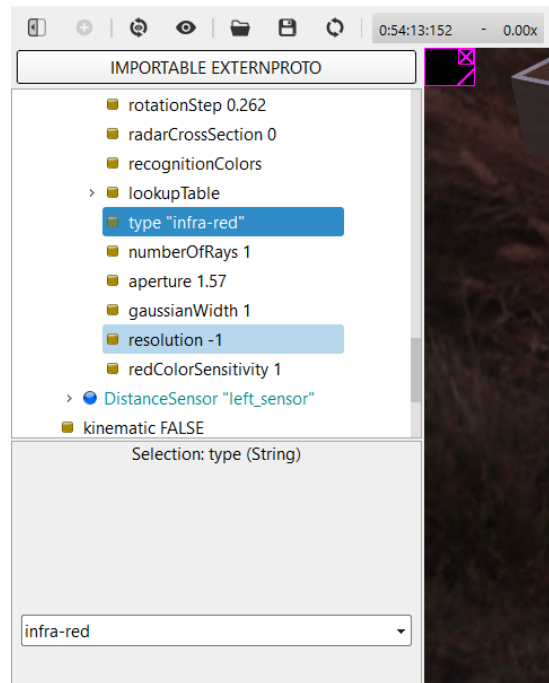 0:54:13:152 - 0.00x
IMPORTABLE EXTERNPROTO
rotationStep 0.262
radarCrossSection 0
recognitionColors
lookupTable
type "infra-red"
numberOfRays 1
aperture 1.57
gaussianWidth 1
resolution -1
redColorSensitivity 1
DistanceSensor "left_sensor"
kinematic FALSE
Selection: type (String)
infra-red